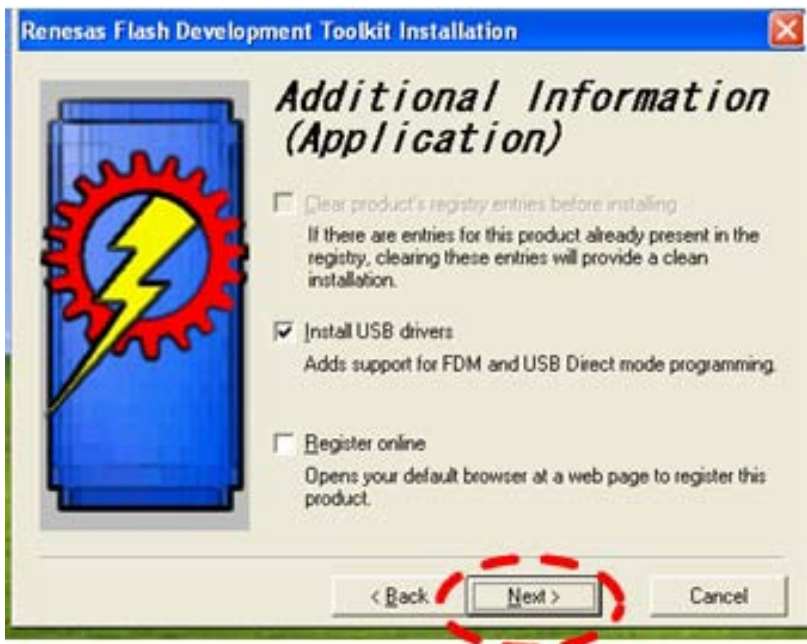 Renesas Flash Development Toolkit Installation
Additional Information
(Application)
Clear product's registry entries before installing
If there are entries for this product already present in the
registry, clearing these entries will provide a clean
installation.
Install USB drivers
Adds support for FDM and USB Direct mode programming.
Register online
Opens your default browser at a web page to register this
product.
< Back
Next >
Cancel